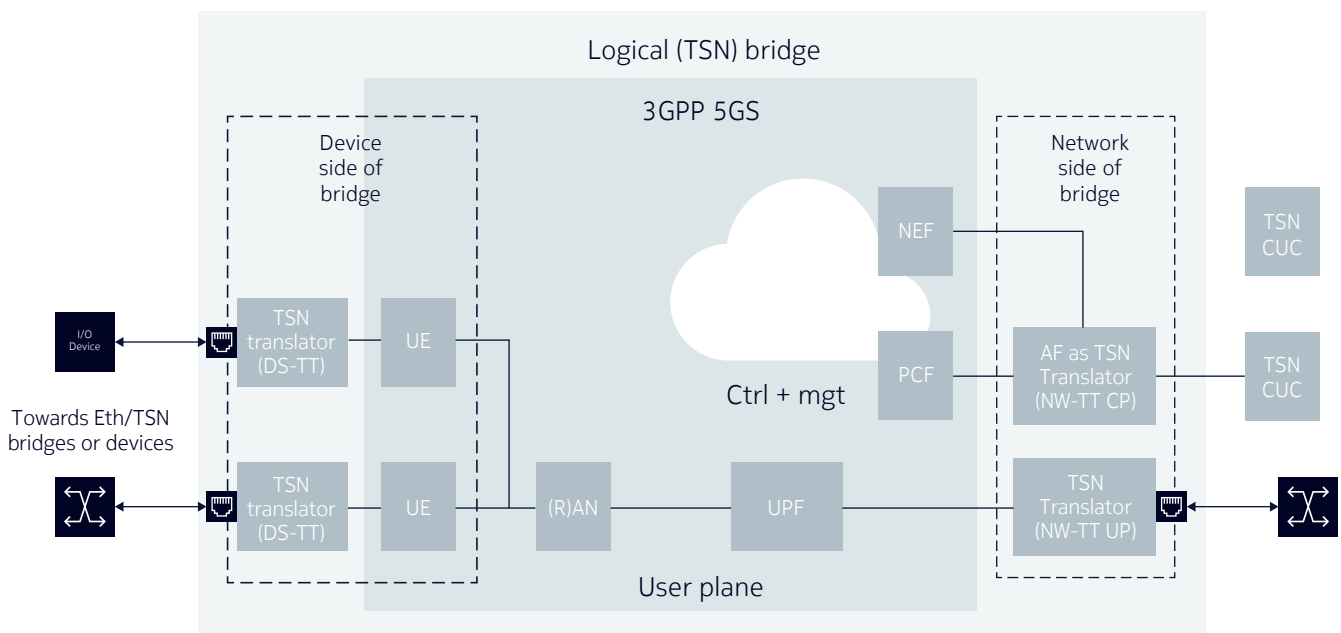 Logical (TSN) bridge
3GPP 5GS
Device
side of
bridge
Network
side of
bridge
NEF
TSN
CUC
I/O
Device
TSN
translator
(DS-TT)
UE
PCF
AF as TSN
Translator
(NW-TT CP)
TSN
CUC
Ctrl + mgt
Towards Eth/TSN
bridges or devices
TSN
translator
(DS-TT)
UE
(R)AN
UPF
TSN
Translator
(NW-TT UP)
User plane